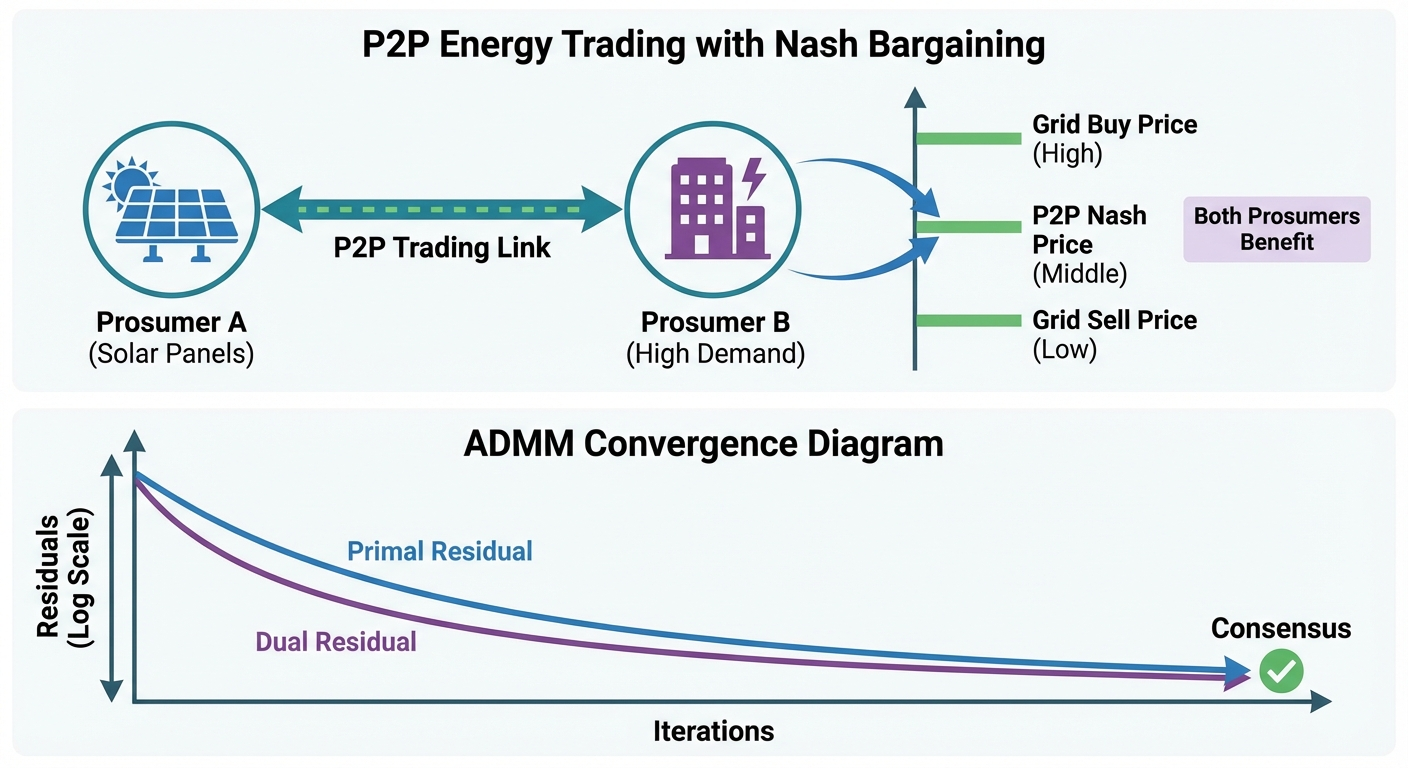 P2P Energy Trading with Nash Bargaining
P2P Trading Link
Prosumer A
(Solar Panels)
Prosumer B
(High Demand)
Grid Buy Price
(High)
P2P Nash
Price
(Middle)
Both Prosumers
Benefit
Grid Sell Price
(Low)
ADMM Convergence Diagram
Residuals
(Log Scale)
Primal Residual
Dual Residual
Consensus
Iterations